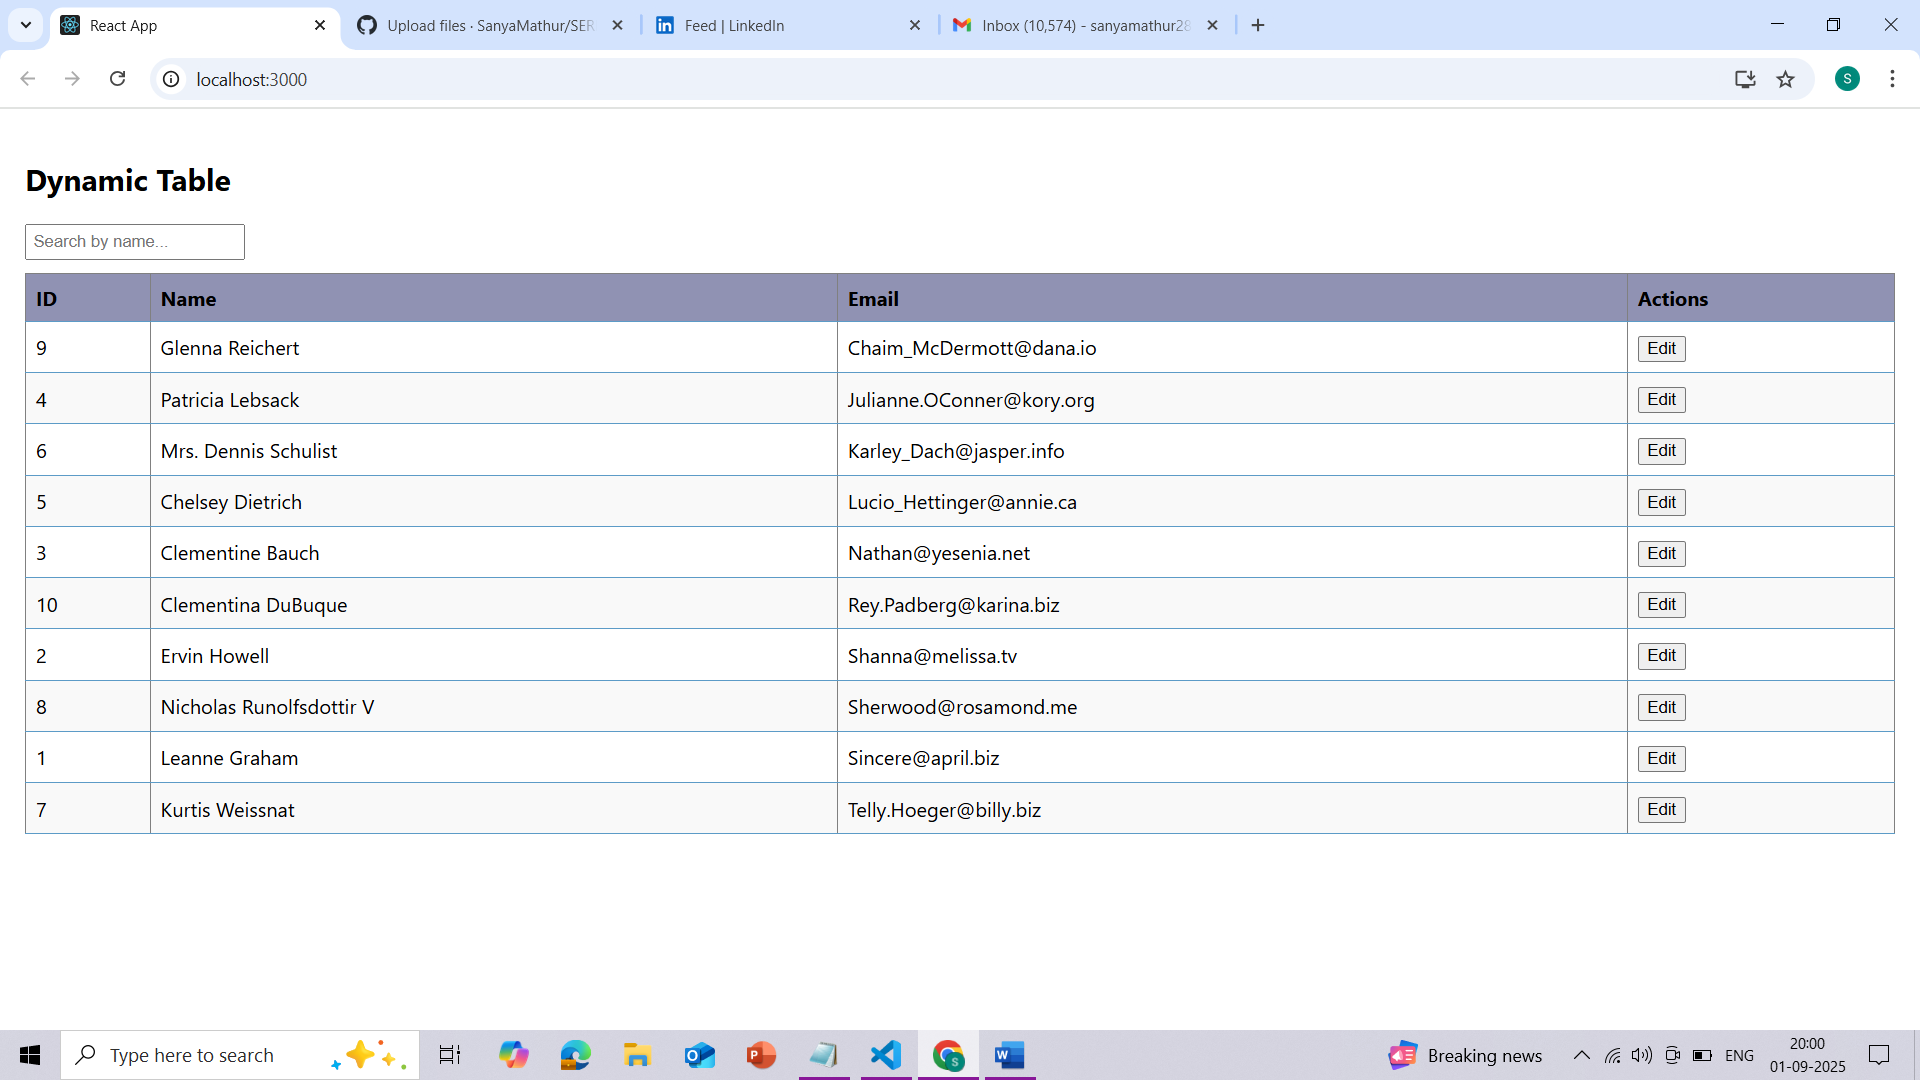 React App
Upload files · SanyaMathur/SER
Feed | LinkedIn
Inbox (10,574) - sanyamathur28
localhost:3000
S
Dynamic Table
Search by name...
ID Name Email Actions
9 Glenna Reichert Chaim_McDermott@dana.io Edit
4 Patricia Lebsack Julianne.OConner@kory.org Edit
6 Mrs. Dennis Schulist Karley_Dach@jasper.info Edit
5 Chelsey Dietrich Lucio_Hettinger@annie.ca Edit
3 Clementine Bauch Nathan@yesenia.net Edit
10 Clementina DuBuque Rey.Padberg@karina.biz Edit
2 Ervin Howell Shanna@melissa.tv Edit
8 Nicholas Runolfsdottir V Sherwood@rosamond.me Edit
1 Leanne Graham Sincere@april.biz Edit
7 Kurtis Weissnat Telly.Hoeger@billy.biz Edit
Type here to search
Breaking news
ENG
20:00
01-09-2025